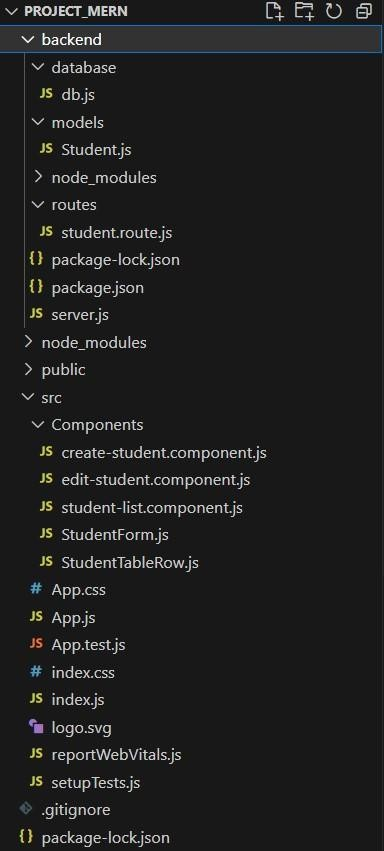 PROJECT_MERN
backend
database
JS db.js
models
JS Student.js
node_modules
routes
JS student.route.js
{} package-lock.json
{} package.json
JS server.js
node_modules
public
src
Components
JS create-student.component.js
JS edit-student.component.js
JS student-list.component.js
JS StudentForm.js
JS StudentTableRow.js
# App.css
JS App.js
JS App.test.js
# index.css
JS index.js
logo.svg
JS reportWebVitals.js
JS setupTests.js
.gitignore
{} package-lock.json